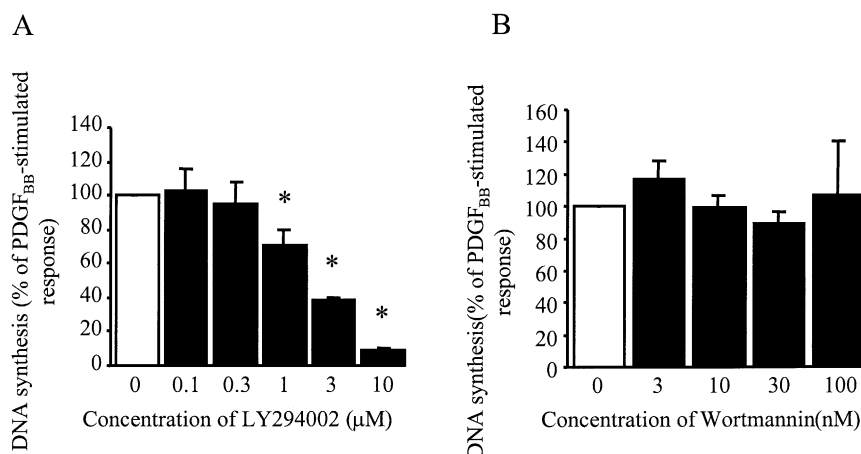 A
DNA synthesis (% of PDGFBB-stimulated
response)
140
120
100
80
60
40
20
0
*
*
*
0 0.1 0.3 1 3 10
Concentration of LY294002 (μM)
B
DNA synthesis(% of PDGFBB-stimulated
response)
160
140
120
100
80
60
40
20
0
0 3 10 30 100
Concentration of Wortmannin(nM)